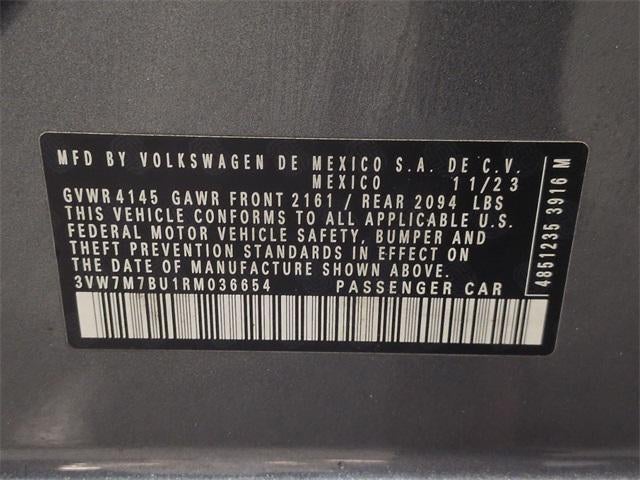 MFD BY VOLKSWAGEN DE MEXICO S.A. DE C.V.
MEXICO 11/23
GVWR 4145 GAWR FRONT 2161 / REAR 2094 LBS
THIS VEHICLE CONFORMS TO ALL APPLICABLE U.S.
FEDERAL MOTOR VEHICLE SAFETY, BUMPER AND
THEFT PREVENTION STANDARDS IN EFFECT ON
THE DATE OF MANUFACTURE SHOWN ABOVE.
3VW7M7BU1RM036654 PASSENGER CAR
4851235 3916 M